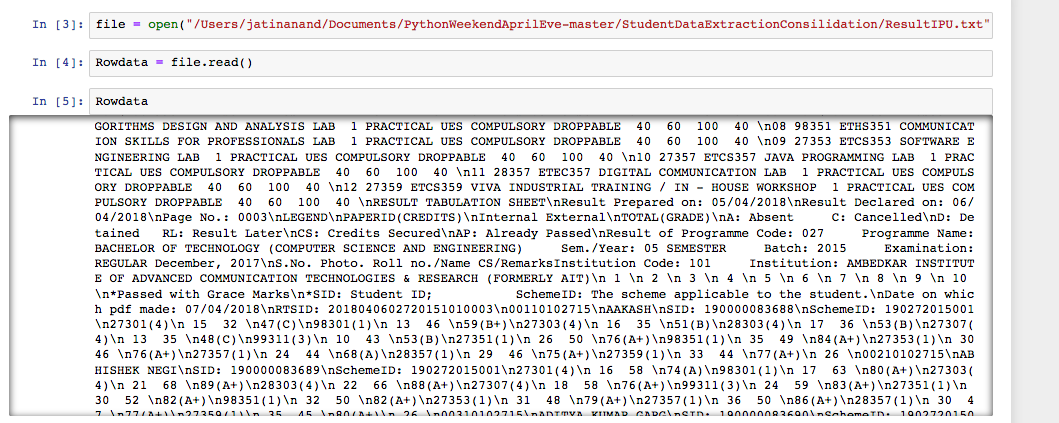 In [3]: file = open("/Users/jatinanand/Documents/PythonWeekendAprilEve-master/StudentDataExtractionConsilidation/ResultIPU.txt"
In [4]: Rowdata = file.read()
In [5]: Rowdata
GORITHMS DESIGN AND ANALYSIS LAB  1 PRACTICAL UES COMPULSORY DROPPABLE  40  60  100  40 \n08 98351 ETHS351 COMMUNICAT
ION SKILLS FOR PROFESSIONALS LAB  1 PRACTICAL UES COMPULSORY DROPPABLE  40  60  100  40 \n09 27353 ETCS353 SOFTWARE E
NGINEERING LAB  1 PRACTICAL UES COMPULSORY DROPPABLE  40  60  100  40 \n10 27357 ETCS357 JAVA PROGRAMMING LAB  1 PRAC
TICAL UES COMPULSORY DROPPABLE  40  60  100  40 \n11 28357 ETEC357 DIGITAL COMMUNICATION LAB  1 PRACTICAL UES COMPULS
ORY DROPPABLE  40  60  100  40 \n12 27359 ETCS359 VIVA INDUSTRIAL TRAINING / IN - HOUSE WORKSHOP  1 PRACTICAL UES COM
PULSORY DROPPABLE  40  60  100  40 \nRESULT TABULATION SHEET\nResult Prepared on: 05/04/2018\nResult Declared on: 06/
04/2018\nPage No.: 0003\nLEGEND\nPAPERID(CREDITS)\nInternal External\nTOTAL(GRADE)\nA: Absent     C: Cancelled\nD: De
tained   RL: Result Later\nCS: Credits Secured\nAP: Already Passed\nResult of Programme Code: 027     Programme Name:
BACHELOR OF TECHNOLOGY (COMPUTER SCIENCE AND ENGINEERING)     Sem./Year: 05 SEMESTER     Batch: 2015     Examination:
REGULAR December, 2017\nS.No. Photo. Roll no./Name CS/RemarksInstitution Code: 101     Institution: AMBEDKAR INSTITUT
E OF ADVANCED COMMUNICATION TECHNOLOGIES & RESEARCH (FORMERLY AIT)\n 1 \n 2 \n 3 \n 4 \n 5 \n 6 \n 7 \n 8 \n 9 \n 10
\n*Passed with Grace Marks\n*SID: Student ID;           SchemeID: The scheme applicable to the student.\nDate on whic
h pdf made: 07/04/2018\nRTSID: 201804060272015101​0003\n00110102715\nAAKASH\nSID: 190000083688\nSchemeID: 190272015001
\n27301(4)\n 15  32 \n47(C)\n98301(1)\n 13  46 \n59(B+)\n27303(4)\n 16  35 \n51(B)\n28303(4)\n 17  36 \n53(B)\n27307(
4)\n 13  35 \n48(C)\n99311(3)\n 10  43 \n53(B)\n27351(1)\n 26  50 \n76(A+)\n98351(1)\n 35  49 \n84(A+)\n27353(1)\n 30
46 \n76(A+)\n27357(1)\n 24  44 \n68(A)\n28357(1)\n 29  46 \n75(A+)\n27359(1)\n 33  44 \n77(A+)\n 26 \n00210102715\nAB
HISHEK NEGI\nSID: 190000083689\nSchemeID: 190272015001\n27301(4)\n 16  58 \n74(A)\n98301(1)\n 17  63 \n80(A+)\n27303(
4)\n 21  68 \n89(A+)\n28303(4)\n 22  66 \n88(A+)\n27307(4)\n 18  58 \n76(A+)\n99311(3)\n 24  59 \n83(A+)\n27351(1)\n
30  52 \n82(A+)\n98351(1)\n 32  50 \n82(A+)\n27353(1)\n 31  48 \n79(A+)\n27357(1)\n 36  50 \n86(A+)\n28357(1)\n 30  4
7 \n77(A+)\n27359(1)\n 35  45 \n80(A+)\n 26 \n00310102715\nADITYA KUMAR GARG\nSID: 190000083690\nSchemeID: 1902720150